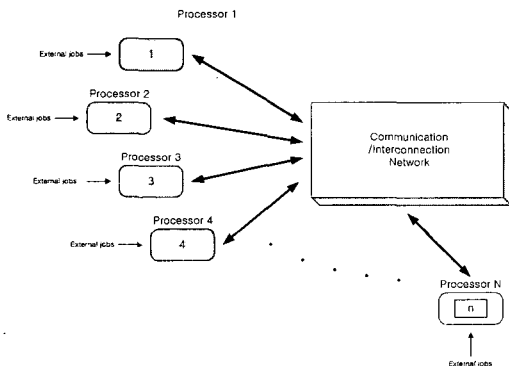 Processor 1
External jobs
1
Processor 2
External jobs
2
Processor 3
External jobs
3
Processor 4
External jobs
4
Communication
/Interconnection
Network
Processor N
n
External jobs